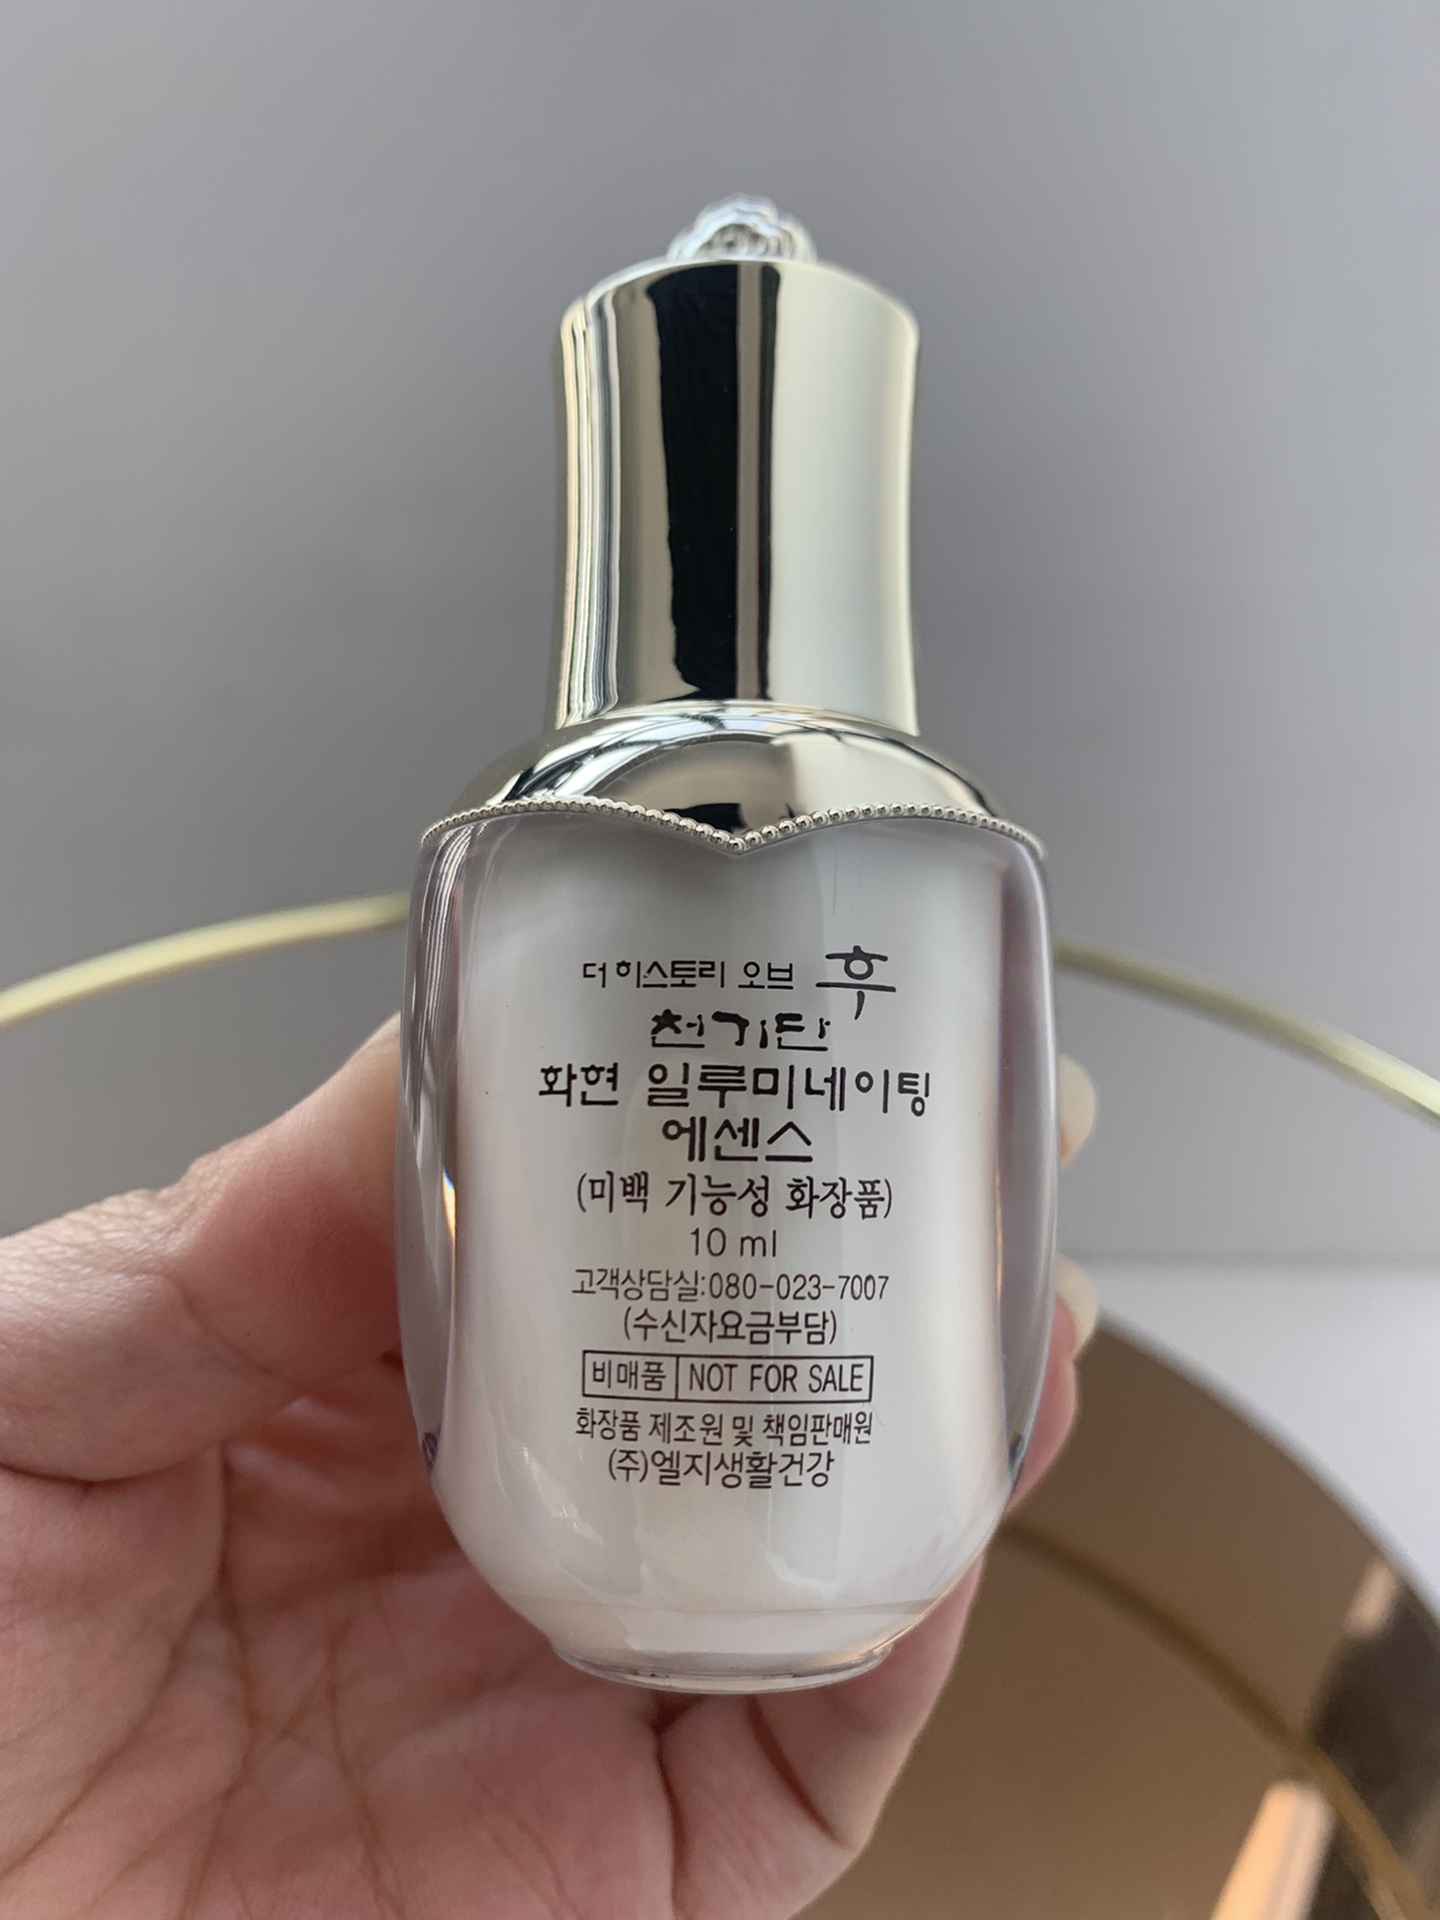 더 히스토리 오브 후
천기단
화현 일루미네이팅
에센스
(미백 기능성 화장품)
10 ml
고객상담실:080-023-7007
(수신자요금부담)
비매품 NOT FOR SALE
화장품 제조원 및 책임판매원
(주)엘지생활건강